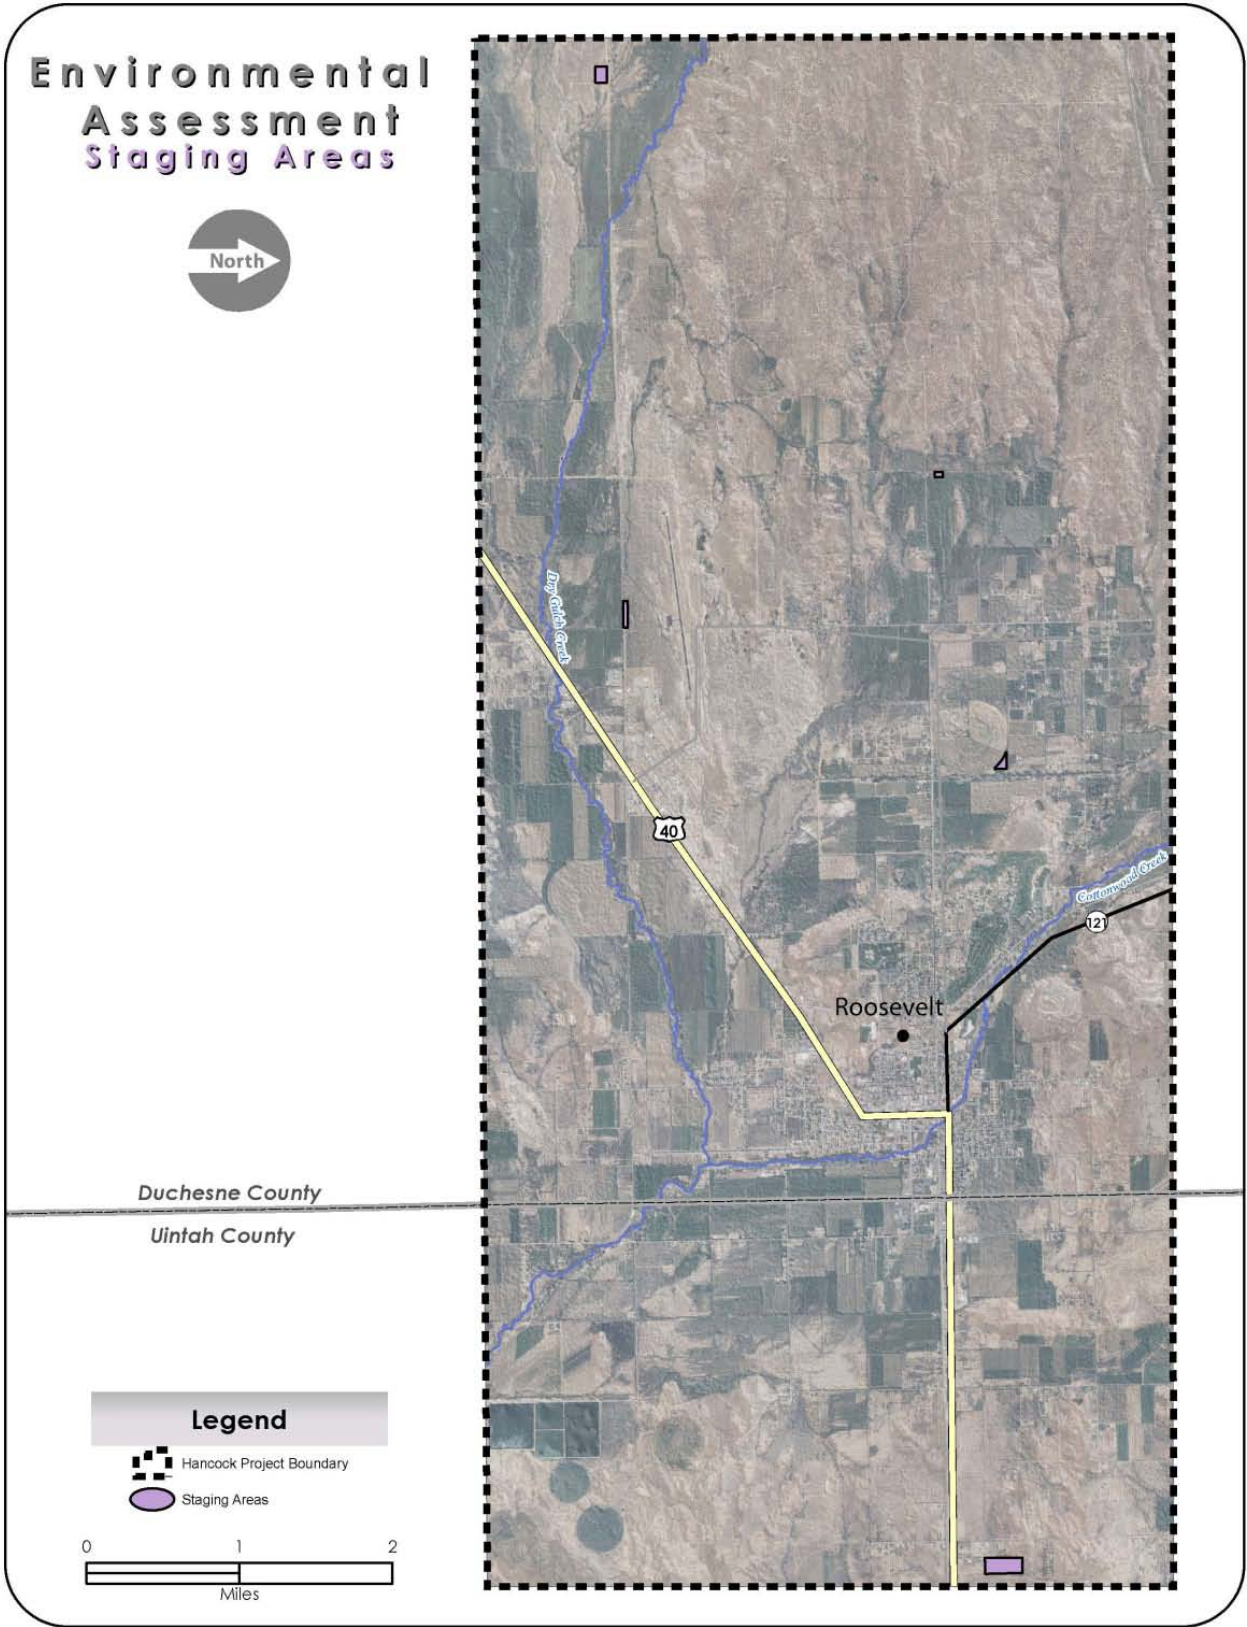 Environmental
Assessment
Staging Areas
North
Dry Gulch Creek
40
Cottonwood Creek
121
Roosevelt
Duchesne County
Uintah County
Legend
Hancock Project Boundary
Staging Areas
0 1 2
Miles